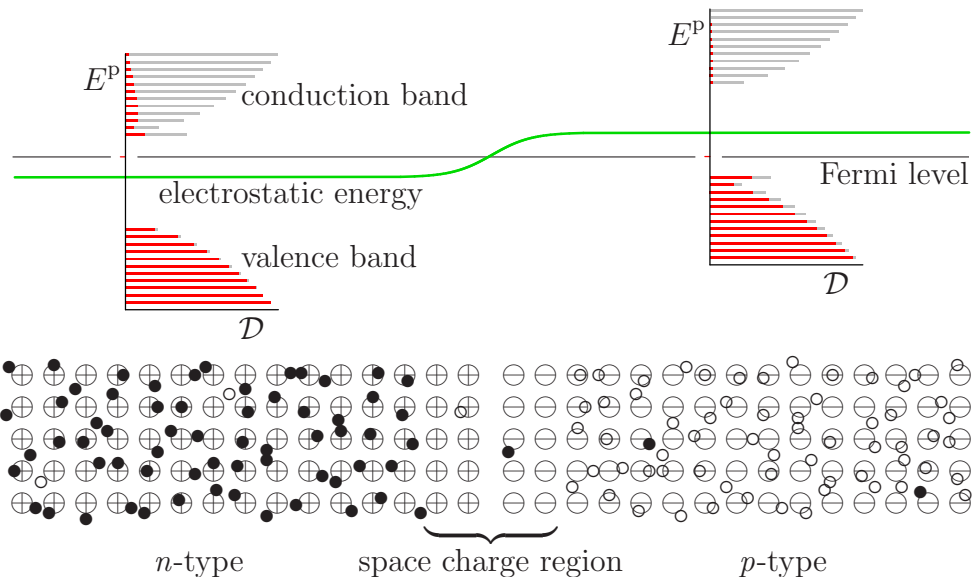 E^p
E^p
conduction band
Fermi level
electrostatic energy
valence band
𝒟
𝒟
n-type
space charge region
p-type